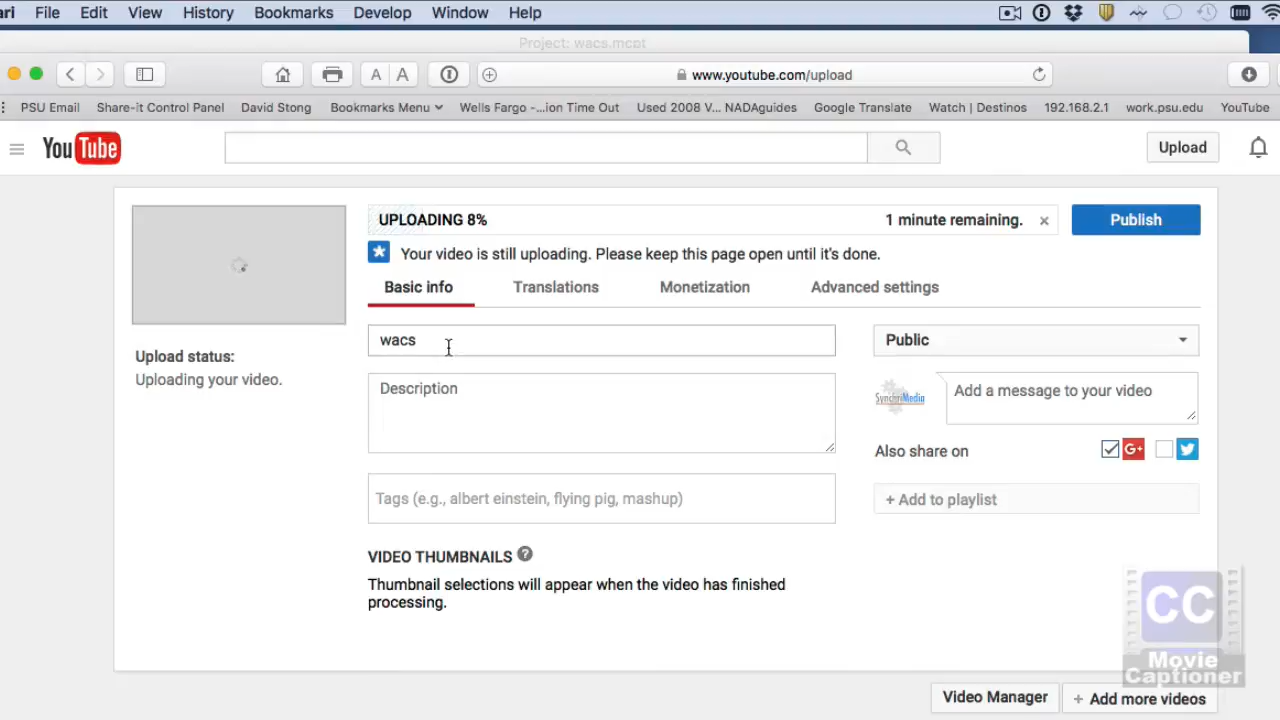 ari File Edit View History Bookmarks Develop Window Help
Project: wacs.mcpt
A A www.youtube.com/upload
PSU Email Share-it Control Panel David Stong Bookmarks Menu Wells Fargo -...ion Time Out Used 2008 V... NADAguides Google Translate Watch | Destinos 192.168.2.1 work.psu.edu YouTube
YouTube Upload
UPLOADING 8% 1 minute remaining. × Publish
Your video is still uploading. Please keep this page open until it's done.
Basic info Translations Monetization Advanced settings
wacs Public
Description
SynchriMedia Add a message to your video
Upload status:
Uploading your video.
Also share on G+
Tags (e.g., albert einstein, flying pig, mashup) + Add to playlist
VIDEO THUMBNAILS ?
Thumbnail selections will appear when the video has finished
processing.
CC
Movie
Captioner
Video Manager + Add more videos